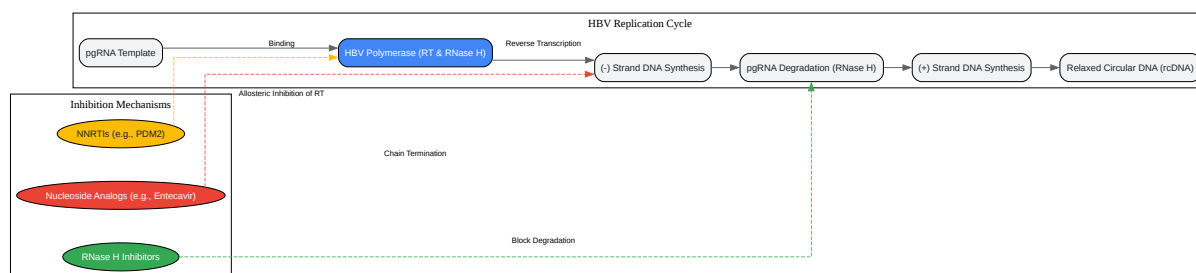 HBV Replication Cycle
pgRNA Template
Binding
HBV Polymerase (RT & RNase H)
Reverse Transcription
(-) Strand DNA Synthesis
pgRNA Degradation (RNase H)
(+) Strand DNA Synthesis
Relaxed Circular DNA (rcDNA)
Allosteric Inhibition of RT
Inhibition Mechanisms
NNRTIs (e.g., PDM2)
Chain Termination
Nucleoside Analogs (e.g., Entecavir)
Block Degradation
RNase H Inhibitors